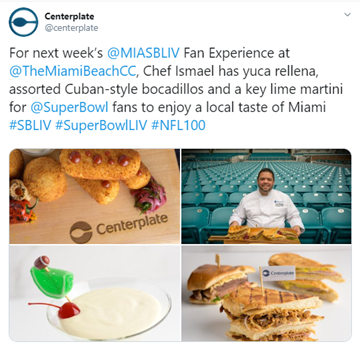 Centerplate
@centerplate
For next week's @MIASBLIV Fan Experience at
@TheMiamiBeachCC, Chef Ismael has yuca rellena,
assorted Cuban-style bocadillos and a key lime martini
for @SuperBowl fans to enjoy a local taste of Miami
#SBLIV #SuperBowlLIV #NFL100
Centerplate
Centerplate